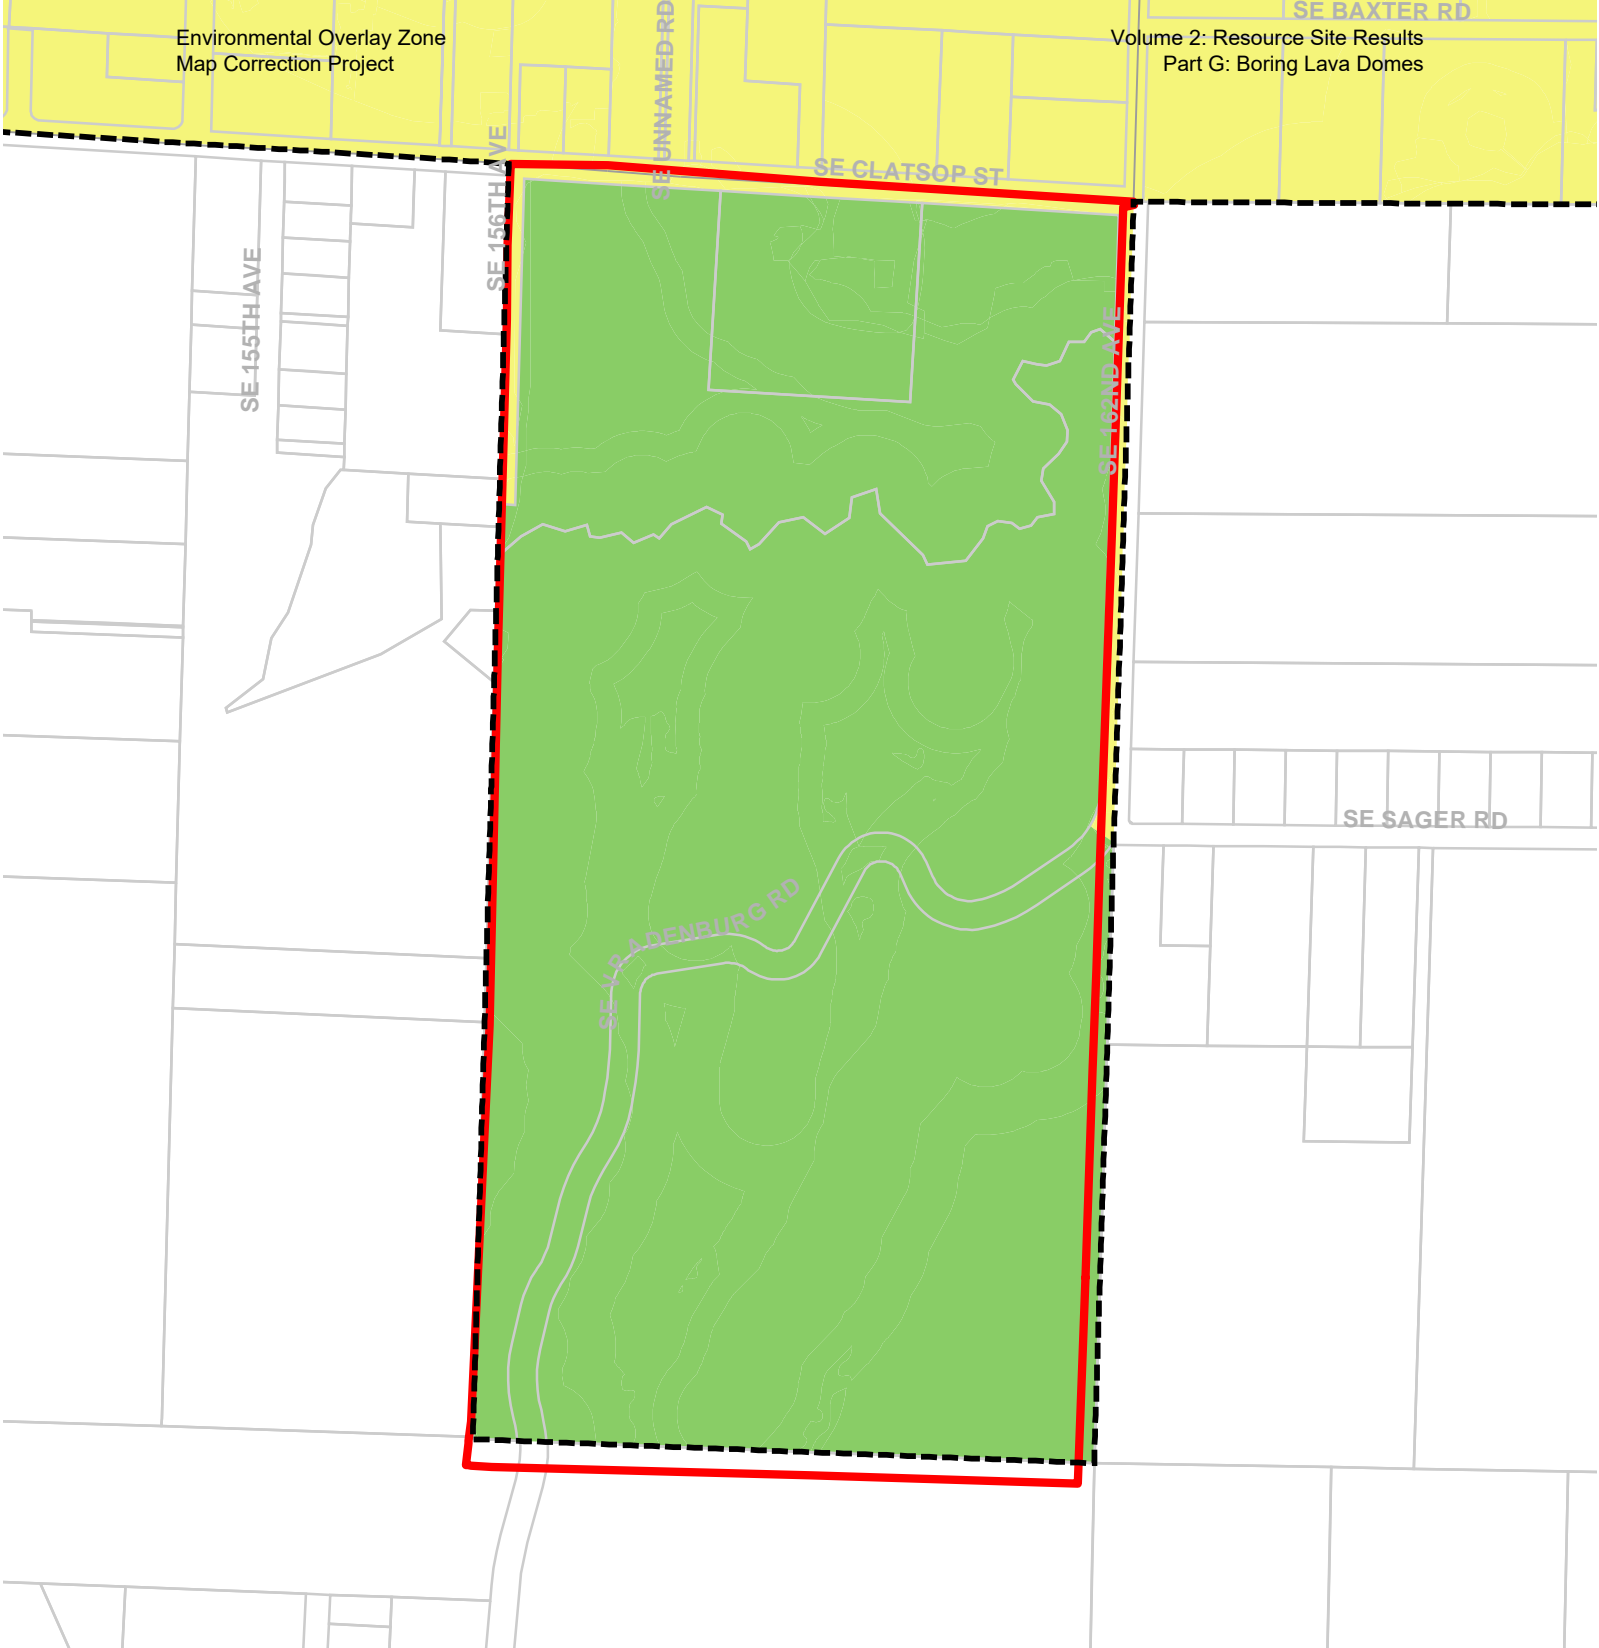 SE BAXTER RD
Environmental Overlay Zone
Map Correction Project
Volume 2: Resource Site Results
Part G: Boring Lava Domes
SE UNNAMED RD
SE 156TH AVE
SE CLATSOP ST
SE 155TH AVE
SE 162ND AVE
SE SAGER RD
SE VRADENBURG RD